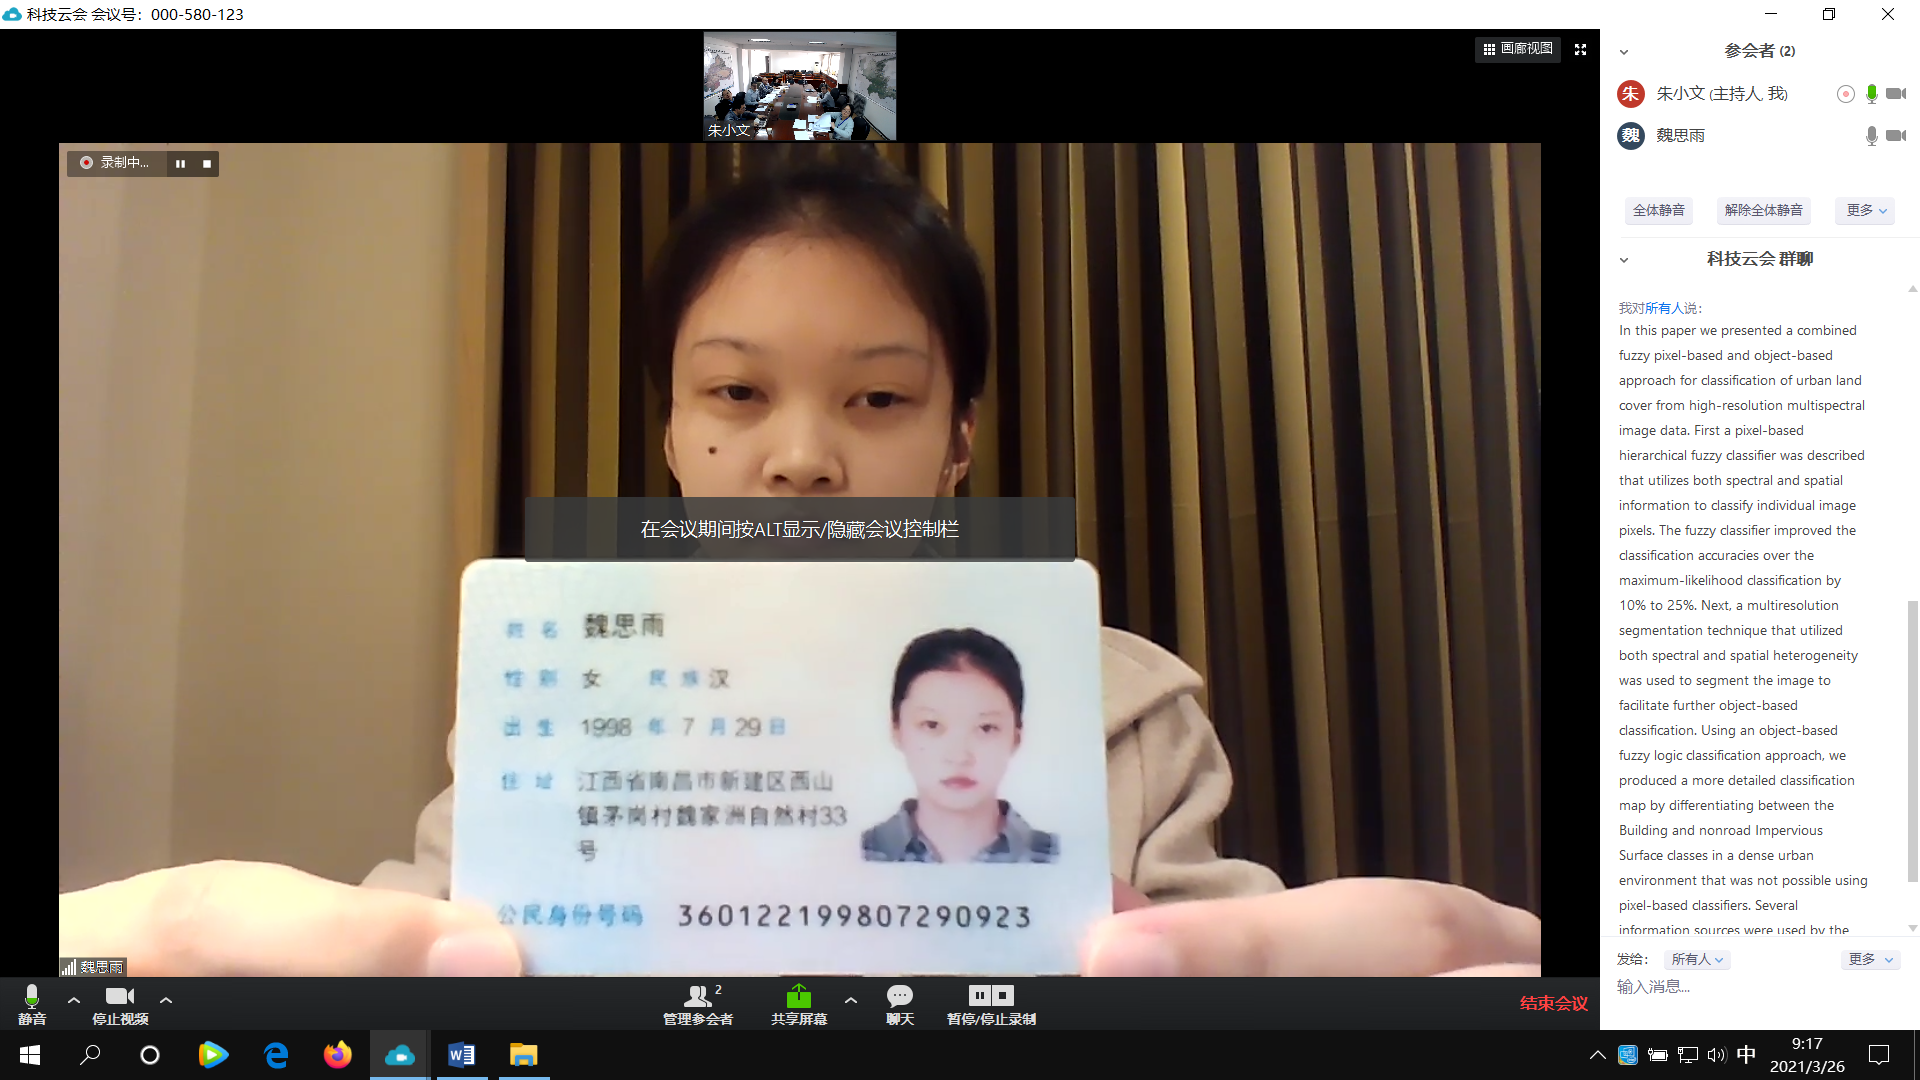 科技云会 会议号：000-580-123
画廊视图
朱小文
录制中...
在会议期间按ALT显示/隐藏会议控制栏
姓名 魏思雨
性别 女 民族 汉
出生 1998 年 7 月 29 日
住址 江西省南昌市新建区西山
镇茅岗村魏家洲自然村33
号
公民身份号码 360122199807290923
魏思雨
静音
停止视频
管理参会者 2
共享屏幕
聊天
暂停/停止录制
结束会议
参会者 (2)
朱 朱小文 (主持人, 我)
魏 魏思雨
全体静音 解除全体静音 更多
科技云会 群聊
我对所有人说：
In this paper we presented a combined
fuzzy pixel-based and object-based
approach for classification of urban land
cover from high-resolution multispectral
image data. First a pixel-based
hierarchical fuzzy classifier was described
that utilizes both spectral and spatial
information to classify individual image
pixels. The fuzzy classifier improved the
classification accuracies over the
maximum-likelihood classification by
10% to 25%. Next, a multiresolution
segmentation technique that utilized
both spectral and spatial heterogeneity
was used to segment the image to
facilitate further object-based
classification. Using an object-based
fuzzy logic classification approach, we
produced a more detailed classification
map by differentiating between the
Building and nonroad Impervious
Surface classes in a dense urban
environment that was not possible using
pixel-based classifiers. Several
information sources were used by the
发给： 所有人 更多
输入消息...
中
9:17
2021/3/26